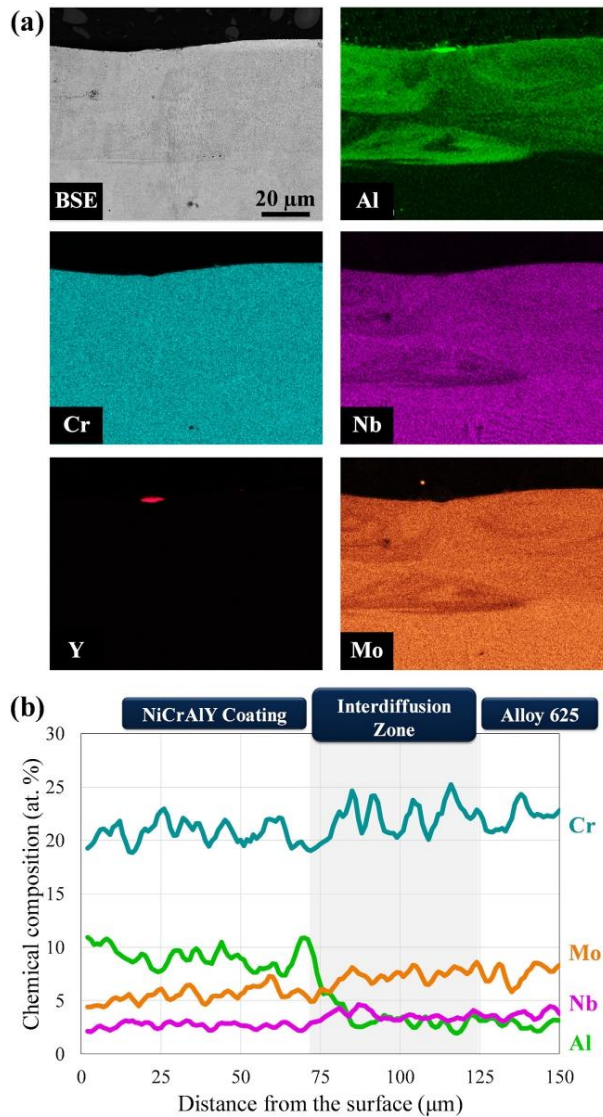 (a)
BSE
20 µm
Al
Cr
Nb
Y
Mo
(b)
NiCrAlY Coating
Interdiffusion
Zone
Alloy 625
Chemical composition (at. %)
30
25
20
15
10
5
0
Cr
Mo
Nb
Al
0 25 50 75 100 125 150
Distance from the surface (µm)